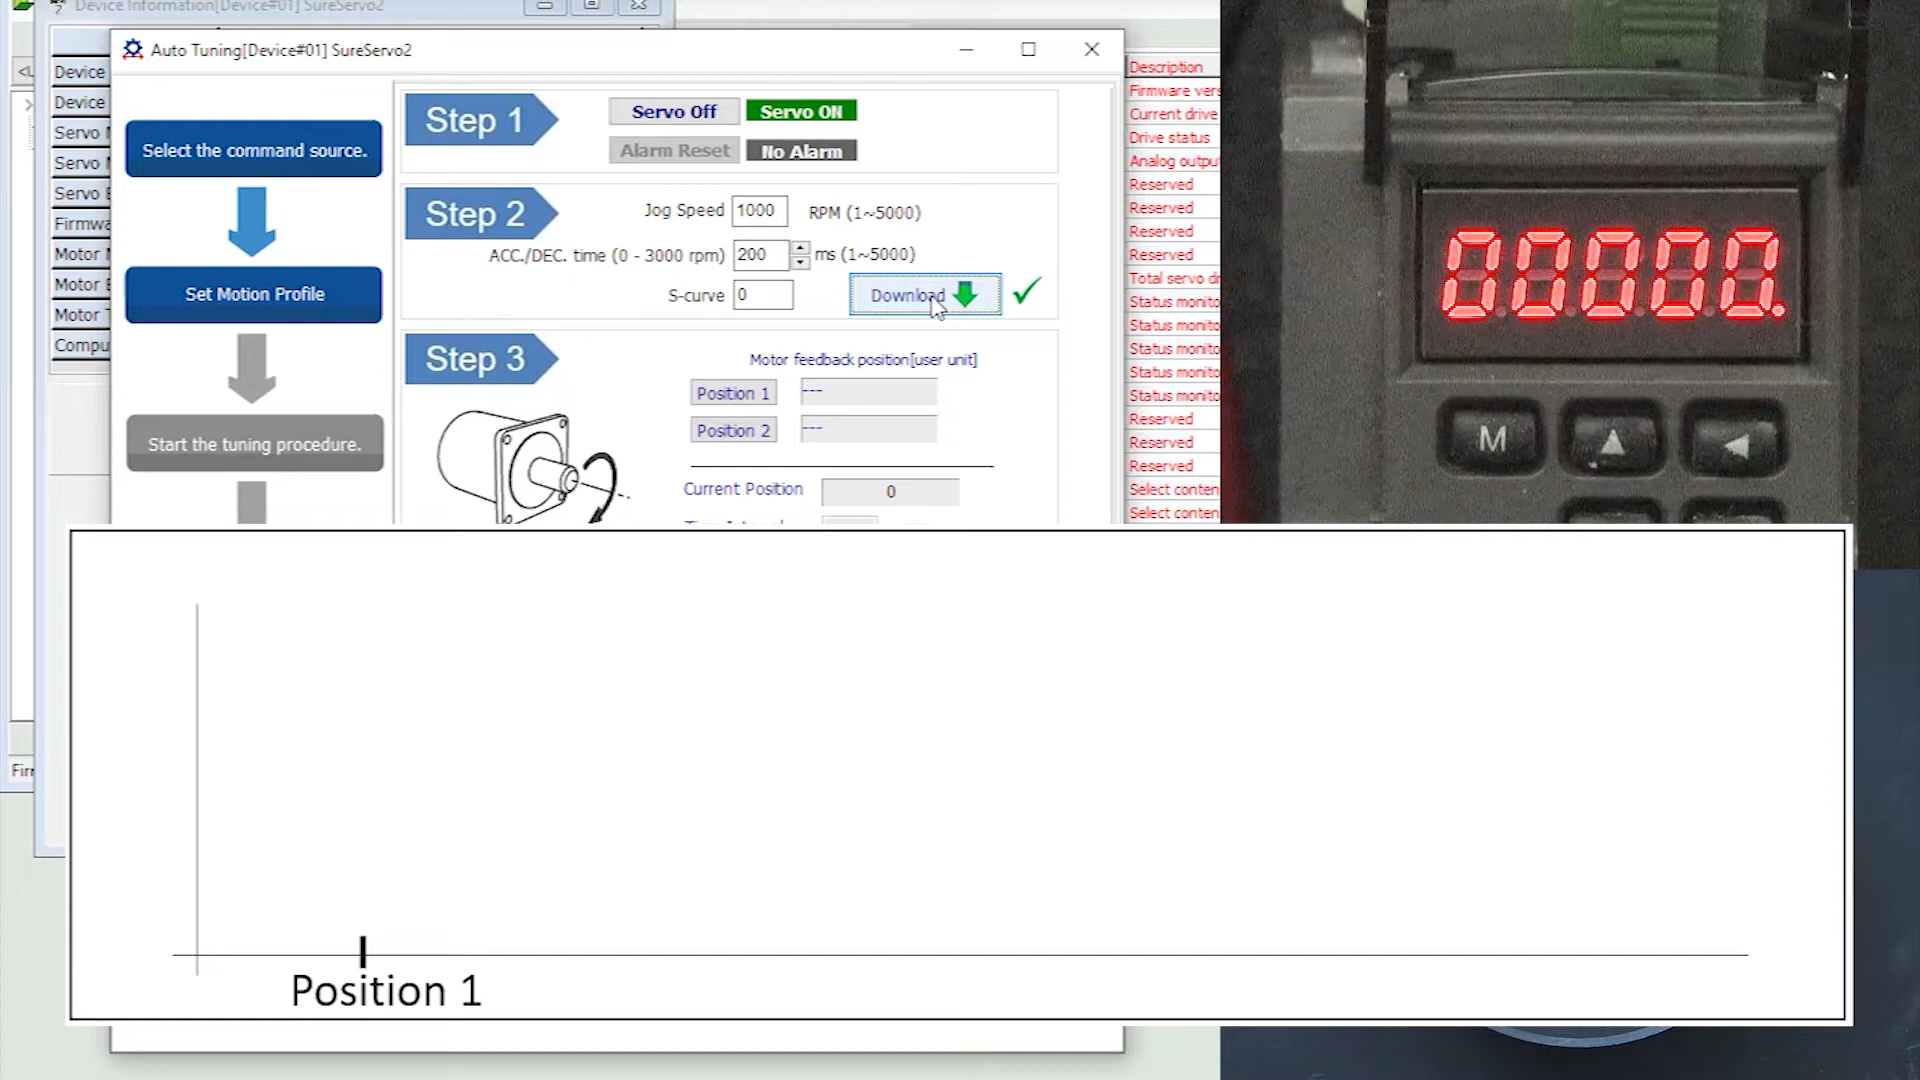 Device Information[Device#01] SureServo2
Auto Tuning[Device#01] SureServo2
Device
Device
Servo
Servo
Servo
Firmwa
Motor
Motor
Motor
Compu
Select the command source.
Set Motion Profile
Start the tuning procedure.
Step 1
Servo Off
Servo ON
Alarm Reset
No Alarm
Step 2
Jog Speed 1000 RPM (1~5000)
ACC./DEC. time (0 - 3000 rpm) 200 ms (1~5000)
S-curve 0
Download
Step 3
Motor feedback position[user unit]
Position 1 ---
Position 2 ---
Current Position 0
Description
Firmware vers
Current drive
Drive status
Analog output
Reserved
Reserved
Reserved
Reserved
Total servo dr
Status monito
Status monito
Status monito
Status monito
Status monito
Reserved
Reserved
Reserved
Select conten
Select conten
00000.
M
Position 1